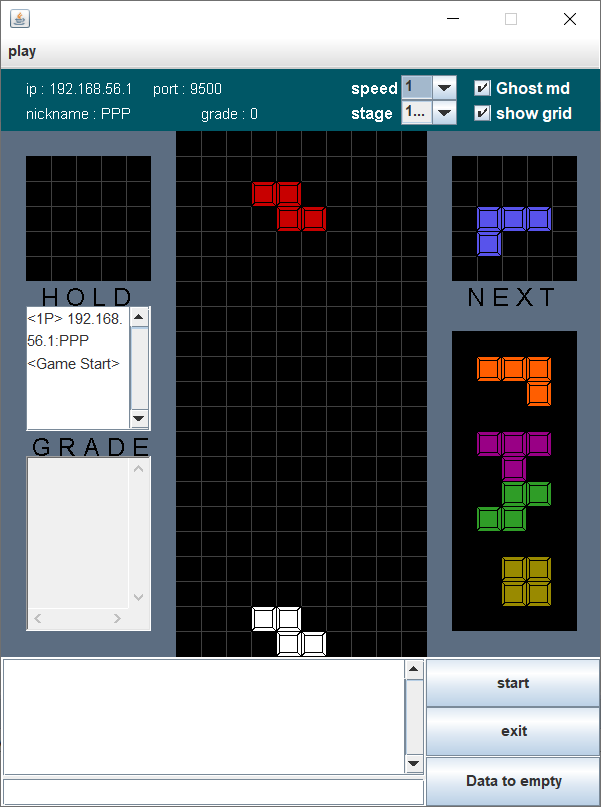 play
ip : 192.168.56.1 port : 9500 speed 1 Ghost md
nickname : PPP grade : 0 stage 1... show grid
HOLD
NEXT
<1P> 192.168.
56.1:PPP
<Game Start>
GRADE
start
exit
Data to empty